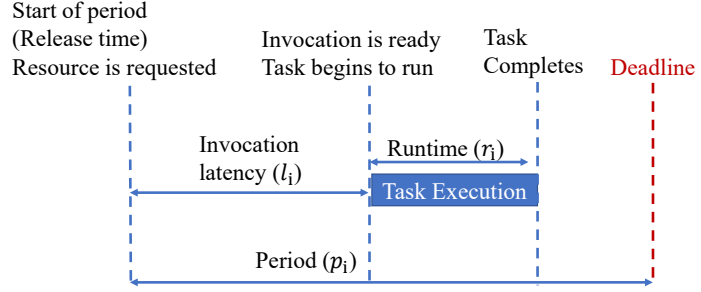 Start of period
(Release time)
Resource is requested
Invocation is ready
Task begins to run
Task
Completes
Deadline
Invocation
latency (lᵢ)
Runtime (rᵢ)
Task Execution
Period (pᵢ)